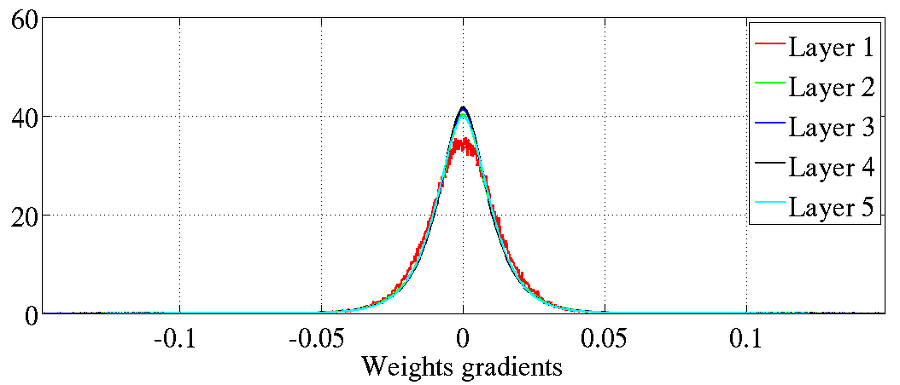 60
40
20
0
-0.1 -0.05 0 0.05 0.1
Weights gradients
Layer 1
Layer 2
Layer 3
Layer 4
Layer 5